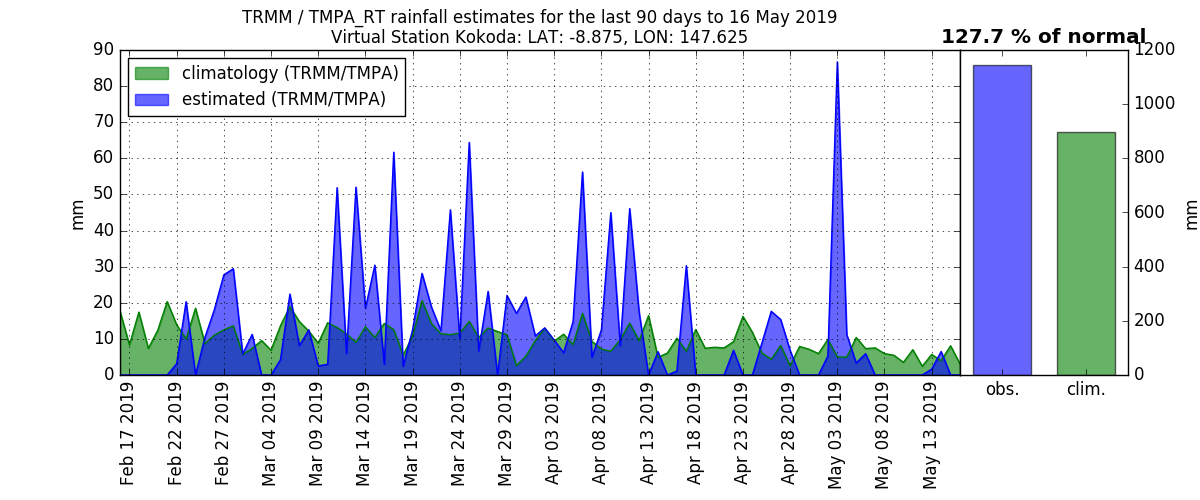 TRMM / TMPA_RT rainfall estimates for the last 90 days to 16 May 2019
Virtual Station Kokoda: LAT: -8.875, LON: 147.625
127.7 % of normal
climatology (TRMM/TMPA)
estimated (TRMM/TMPA)
90
80
70
60
50
40
30
20
10
0
mm
Feb 17 2019
Feb 22 2019
Feb 27 2019
Mar 04 2019
Mar 09 2019
Mar 14 2019
Mar 19 2019
Mar 24 2019
Mar 29 2019
Apr 03 2019
Apr 08 2019
Apr 13 2019
Apr 18 2019
Apr 23 2019
Apr 28 2019
May 03 2019
May 08 2019
May 13 2019
obs.
clim.
1200
1000
800
600
400
200
0
mm